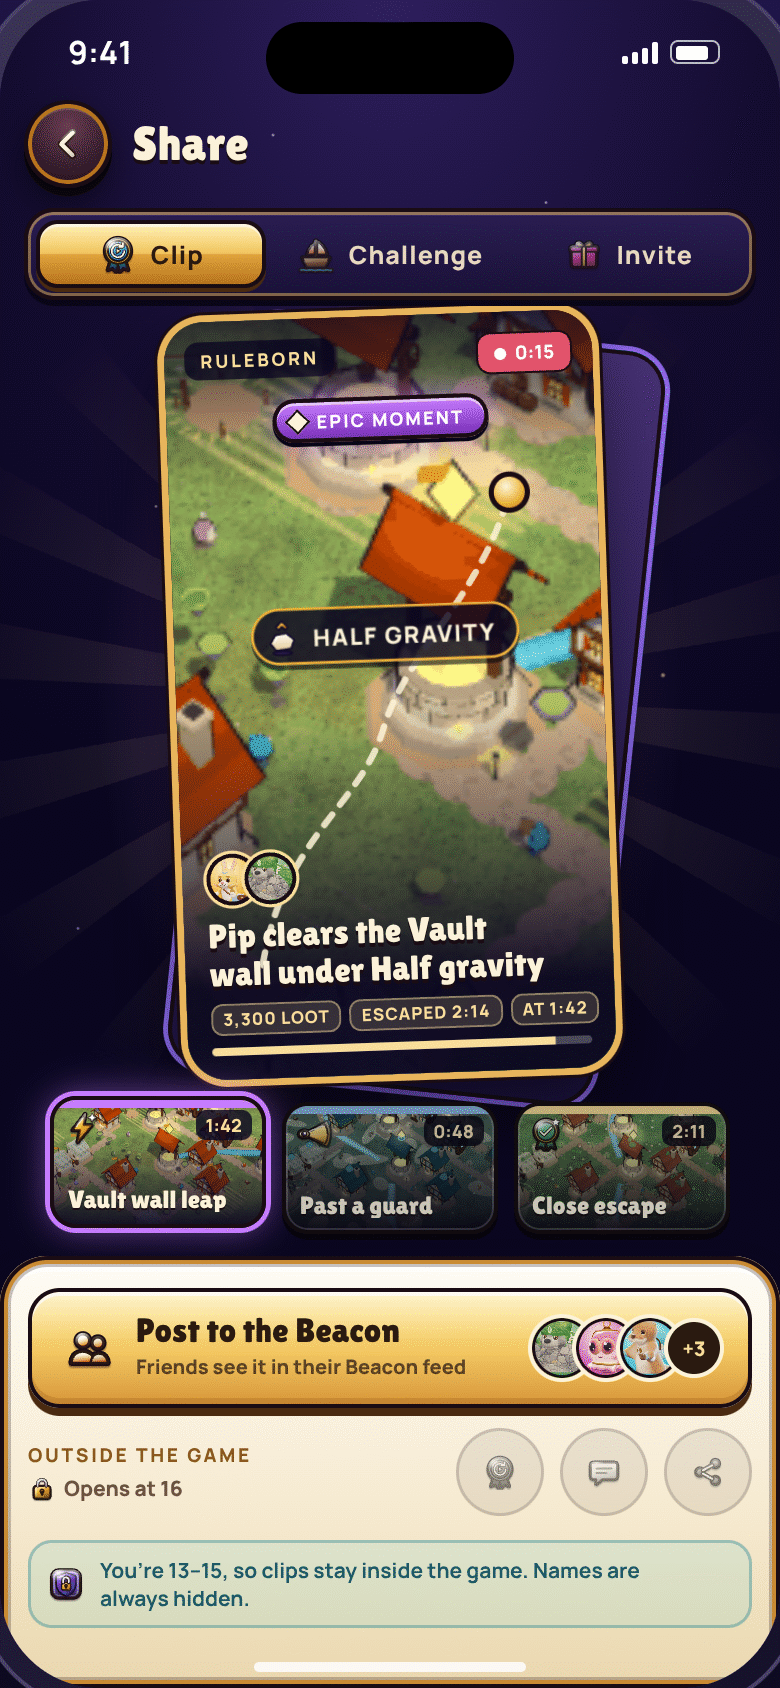 9:41
Share
Clip
Challenge
Invite
RULEBORN
0:15
EPIC MOMENT
HALF GRAVITY
Pip clears the Vault
wall under Half gravity
3,300 LOOT
ESCAPED 2:14
AT 1:42
1:42
Vault wall leap
0:48
Past a guard
2:11
Close escape
Post to the Beacon
Friends see it in their Beacon feed
+3
OUTSIDE THE GAME
Opens at 16
You're 13–15, so clips stay inside the game. Names are
always hidden.